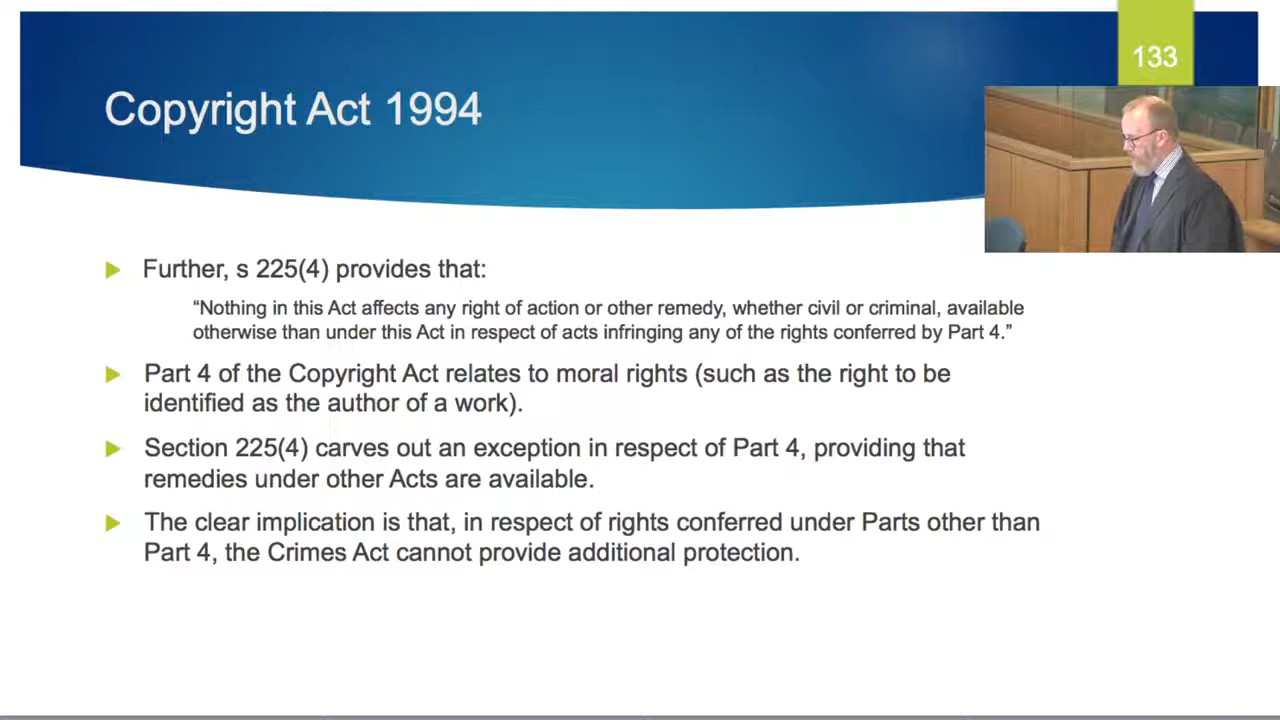 133
Copyright Act 1994
Further, s 225(4) provides that:
“Nothing in this Act affects any right of action or other remedy, whether civil or criminal, available
otherwise than under this Act in respect of acts infringing any of the rights conferred by Part 4.”
Part 4 of the Copyright Act relates to moral rights (such as the right to be
identified as the author of a work).
Section 225(4) carves out an exception in respect of Part 4, providing that
remedies under other Acts are available.
The clear implication is that, in respect of rights conferred under Parts other than
Part 4, the Crimes Act cannot provide additional protection.